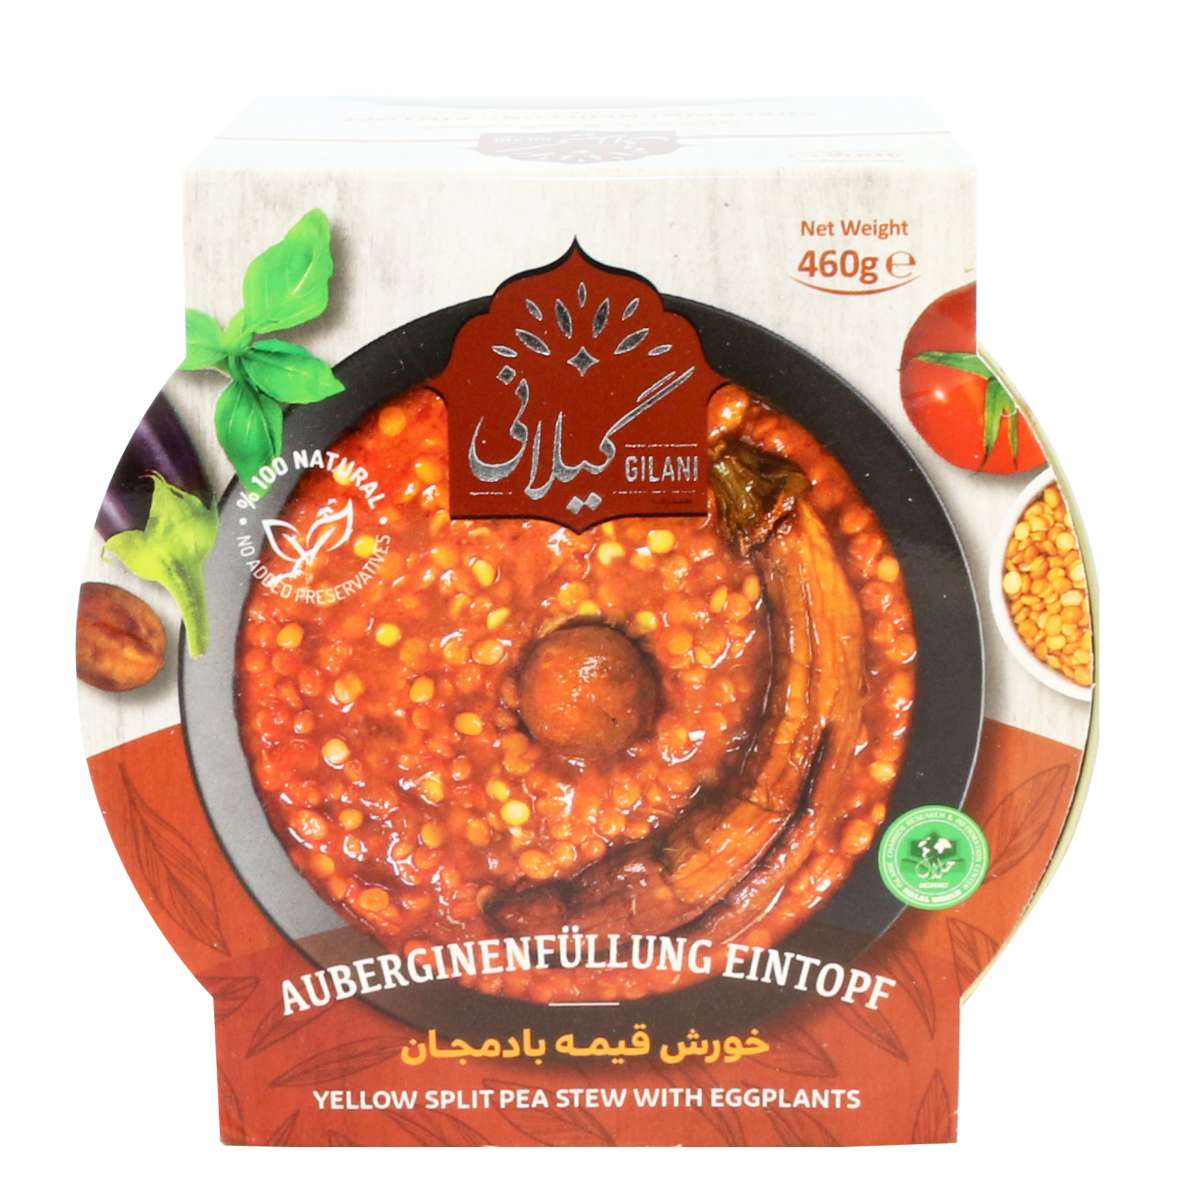 Net Weight
460g ℮
گیلانی
GILANI
% 100 NATURAL
NO ADDED PRESERVATIVES
حلال
AUBERGINENFÜLLUNG EINTOPF
خورش قیمه بادمجان
YELLOW SPLIT PEA STEW WITH EGGPLANTS